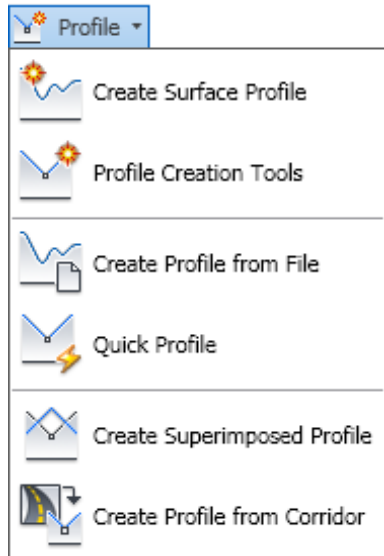 Profile
Create Surface Profile
Profile Creation Tools
Create Profile from File
Quick Profile
Create Superimposed Profile
Create Profile from Corridor